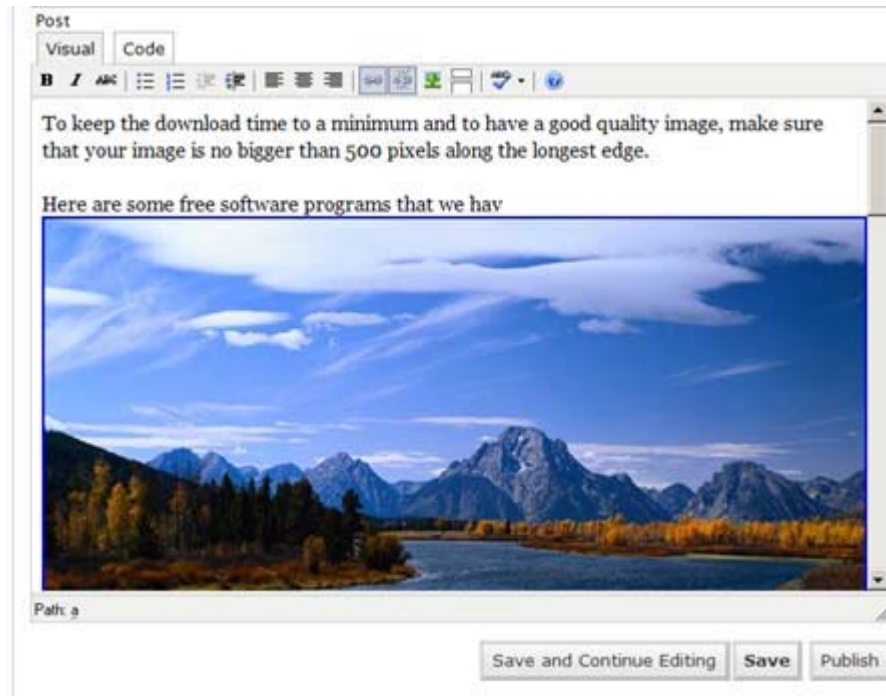 Post
Visual Code
B I ABC ABC
To keep the download time to a minimum and to have a good quality image, make sure
that your image is no bigger than 500 pixels along the longest edge.
Here are some free software programs that we hav
Path: a
Save and Continue Editing Save Publish